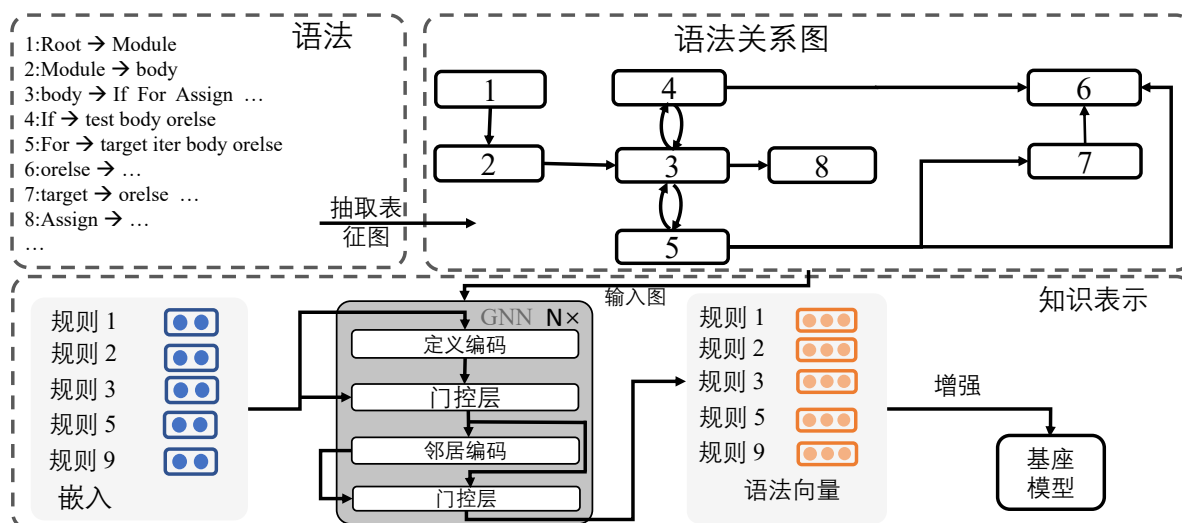 语法
1:Root → Module
2:Module → body
3:body → If For Assign …
4:If → test body orelse
5:For → target iter body orelse
6:orelse → …
7:target → orelse …
8:Assign → …
…
抽取表
征图
语法关系图
1
4
6
2
3
8
7
5
输入图
知识表示
规则 1
规则 2
规则 3
规则 5
规则 9
嵌入
GNN N×
定义编码
门控层
邻居编码
门控层
规则 1
规则 2
规则 3
规则 5
规则 9
语法向量
增强
基座
模型